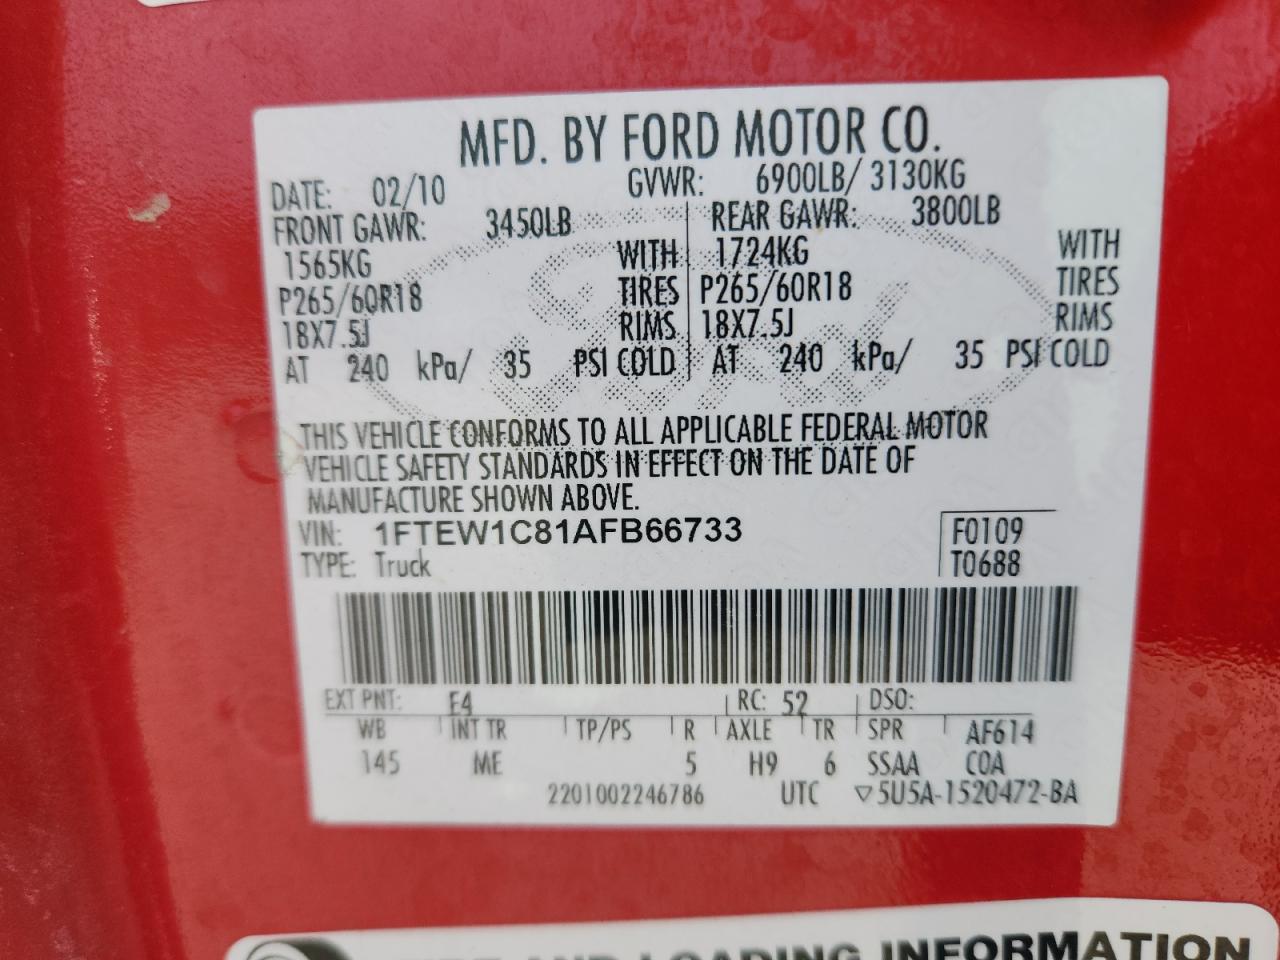 MFD. BY FORD MOTOR CO.
DATE: 02/10 GVWR: 6900LB/ 3130KG
FRONT GAWR: 3450LB REAR GAWR: 3800LB
1565KG WITH 1724KG WITH
P265/60R18 TIRES P265/60R18 TIRES
18X7.5J RIMS 18X7.5J RIMS
AT 240 kPa/ 35 PSI COLD AT 240 kPa/ 35 PSI COLD
THIS VEHICLE CONFORMS TO ALL APPLICABLE FEDERAL MOTOR
VEHICLE SAFETY STANDARDS IN EFFECT ON THE DATE OF
MANUFACTURE SHOWN ABOVE.
VIN: 1FTEW1C81AFB66733 F0109
TYPE: Truck T0688
EXT PNT: E4 RC: 52 DSO:
WB INT TR TP/PS R AXLE TR SPR AF614
145 ME 5 H9 6 SSAA COA
2201002246786 UTC ▽5U5A-1520472-BA
AND LOADING INFORMATION